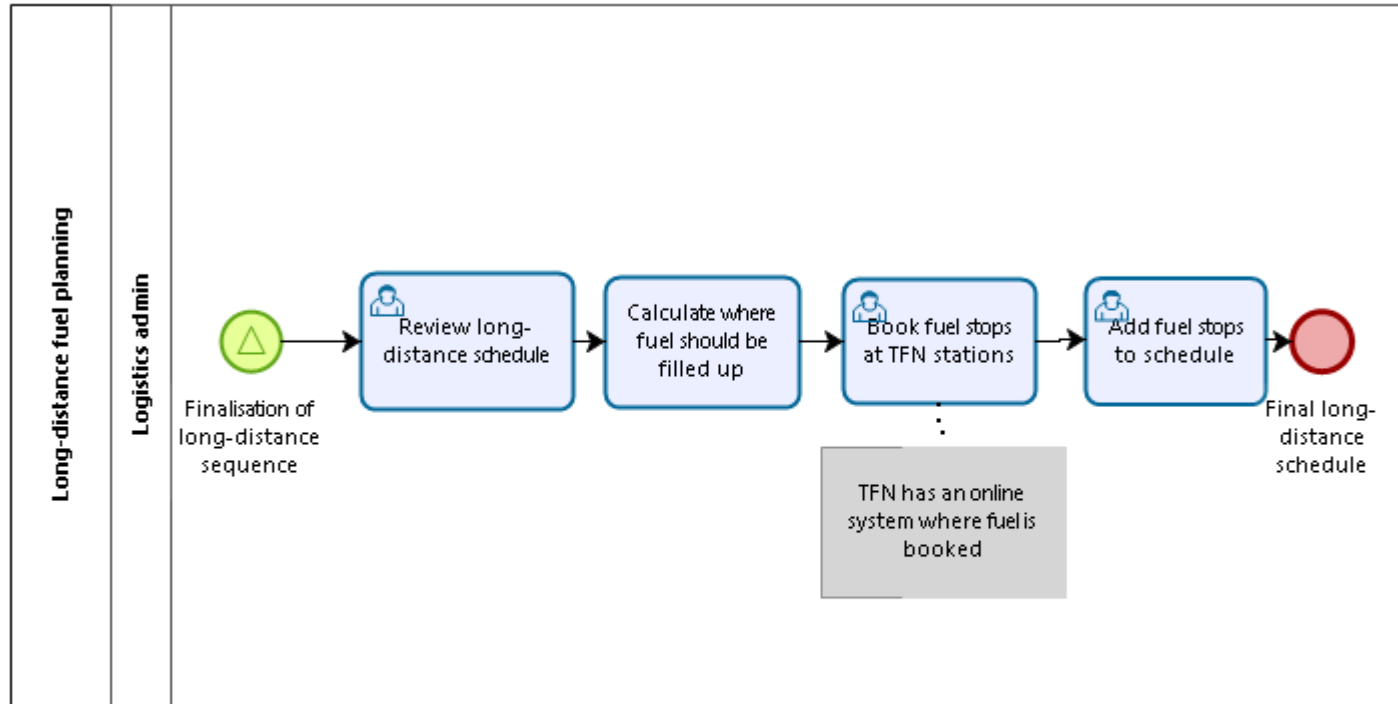 Long-distance fuel planning
Logistics admin
Finalisation of
long-distance
sequence
Review long-
distance schedule
Calculate where
fuel should be
filled up
Book fuel stops
at TFN stations
TFN has an online
system where fuel is
booked
Add fuel stops
to schedule
Final long-
distance
schedule